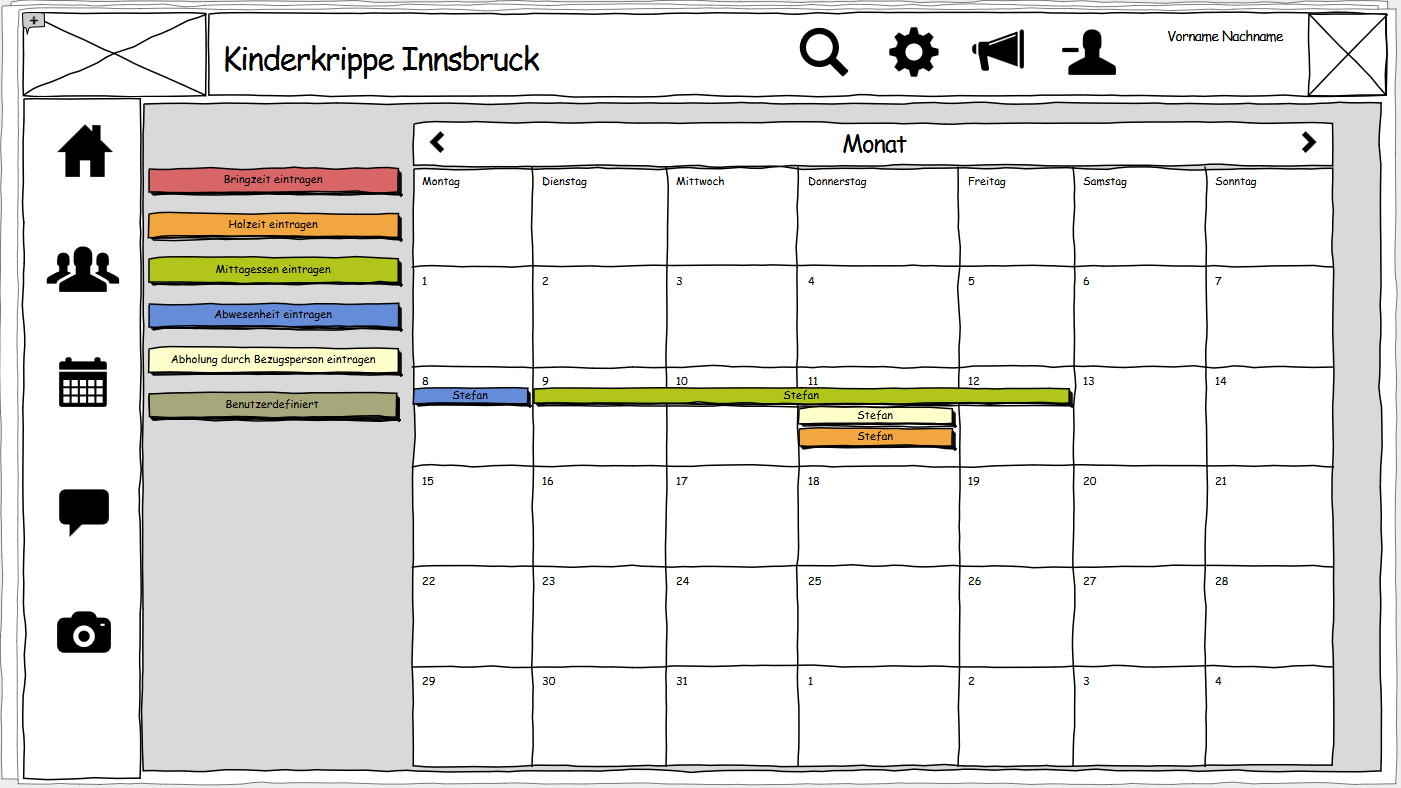 Kinderkrippe Innsbruck
Vorname Nachname
Monat
Bringzeit eintragen
Holzeit eintragen
Mittagessen eintragen
Abwesenheit eintragen
Abholung durch Bezugsperson eintragen
Benutzerdefiniert
Montag Dienstag Mittwoch Donnerstag Freitag Samstag Sonntag
1 2 3 4 5 6 7
8 9 10 11 12 13 14
Stefan Stefan
Stefan
Stefan
15 16 17 18 19 20 21
22 23 24 25 26 27 28
29 30 31 1 2 3 4